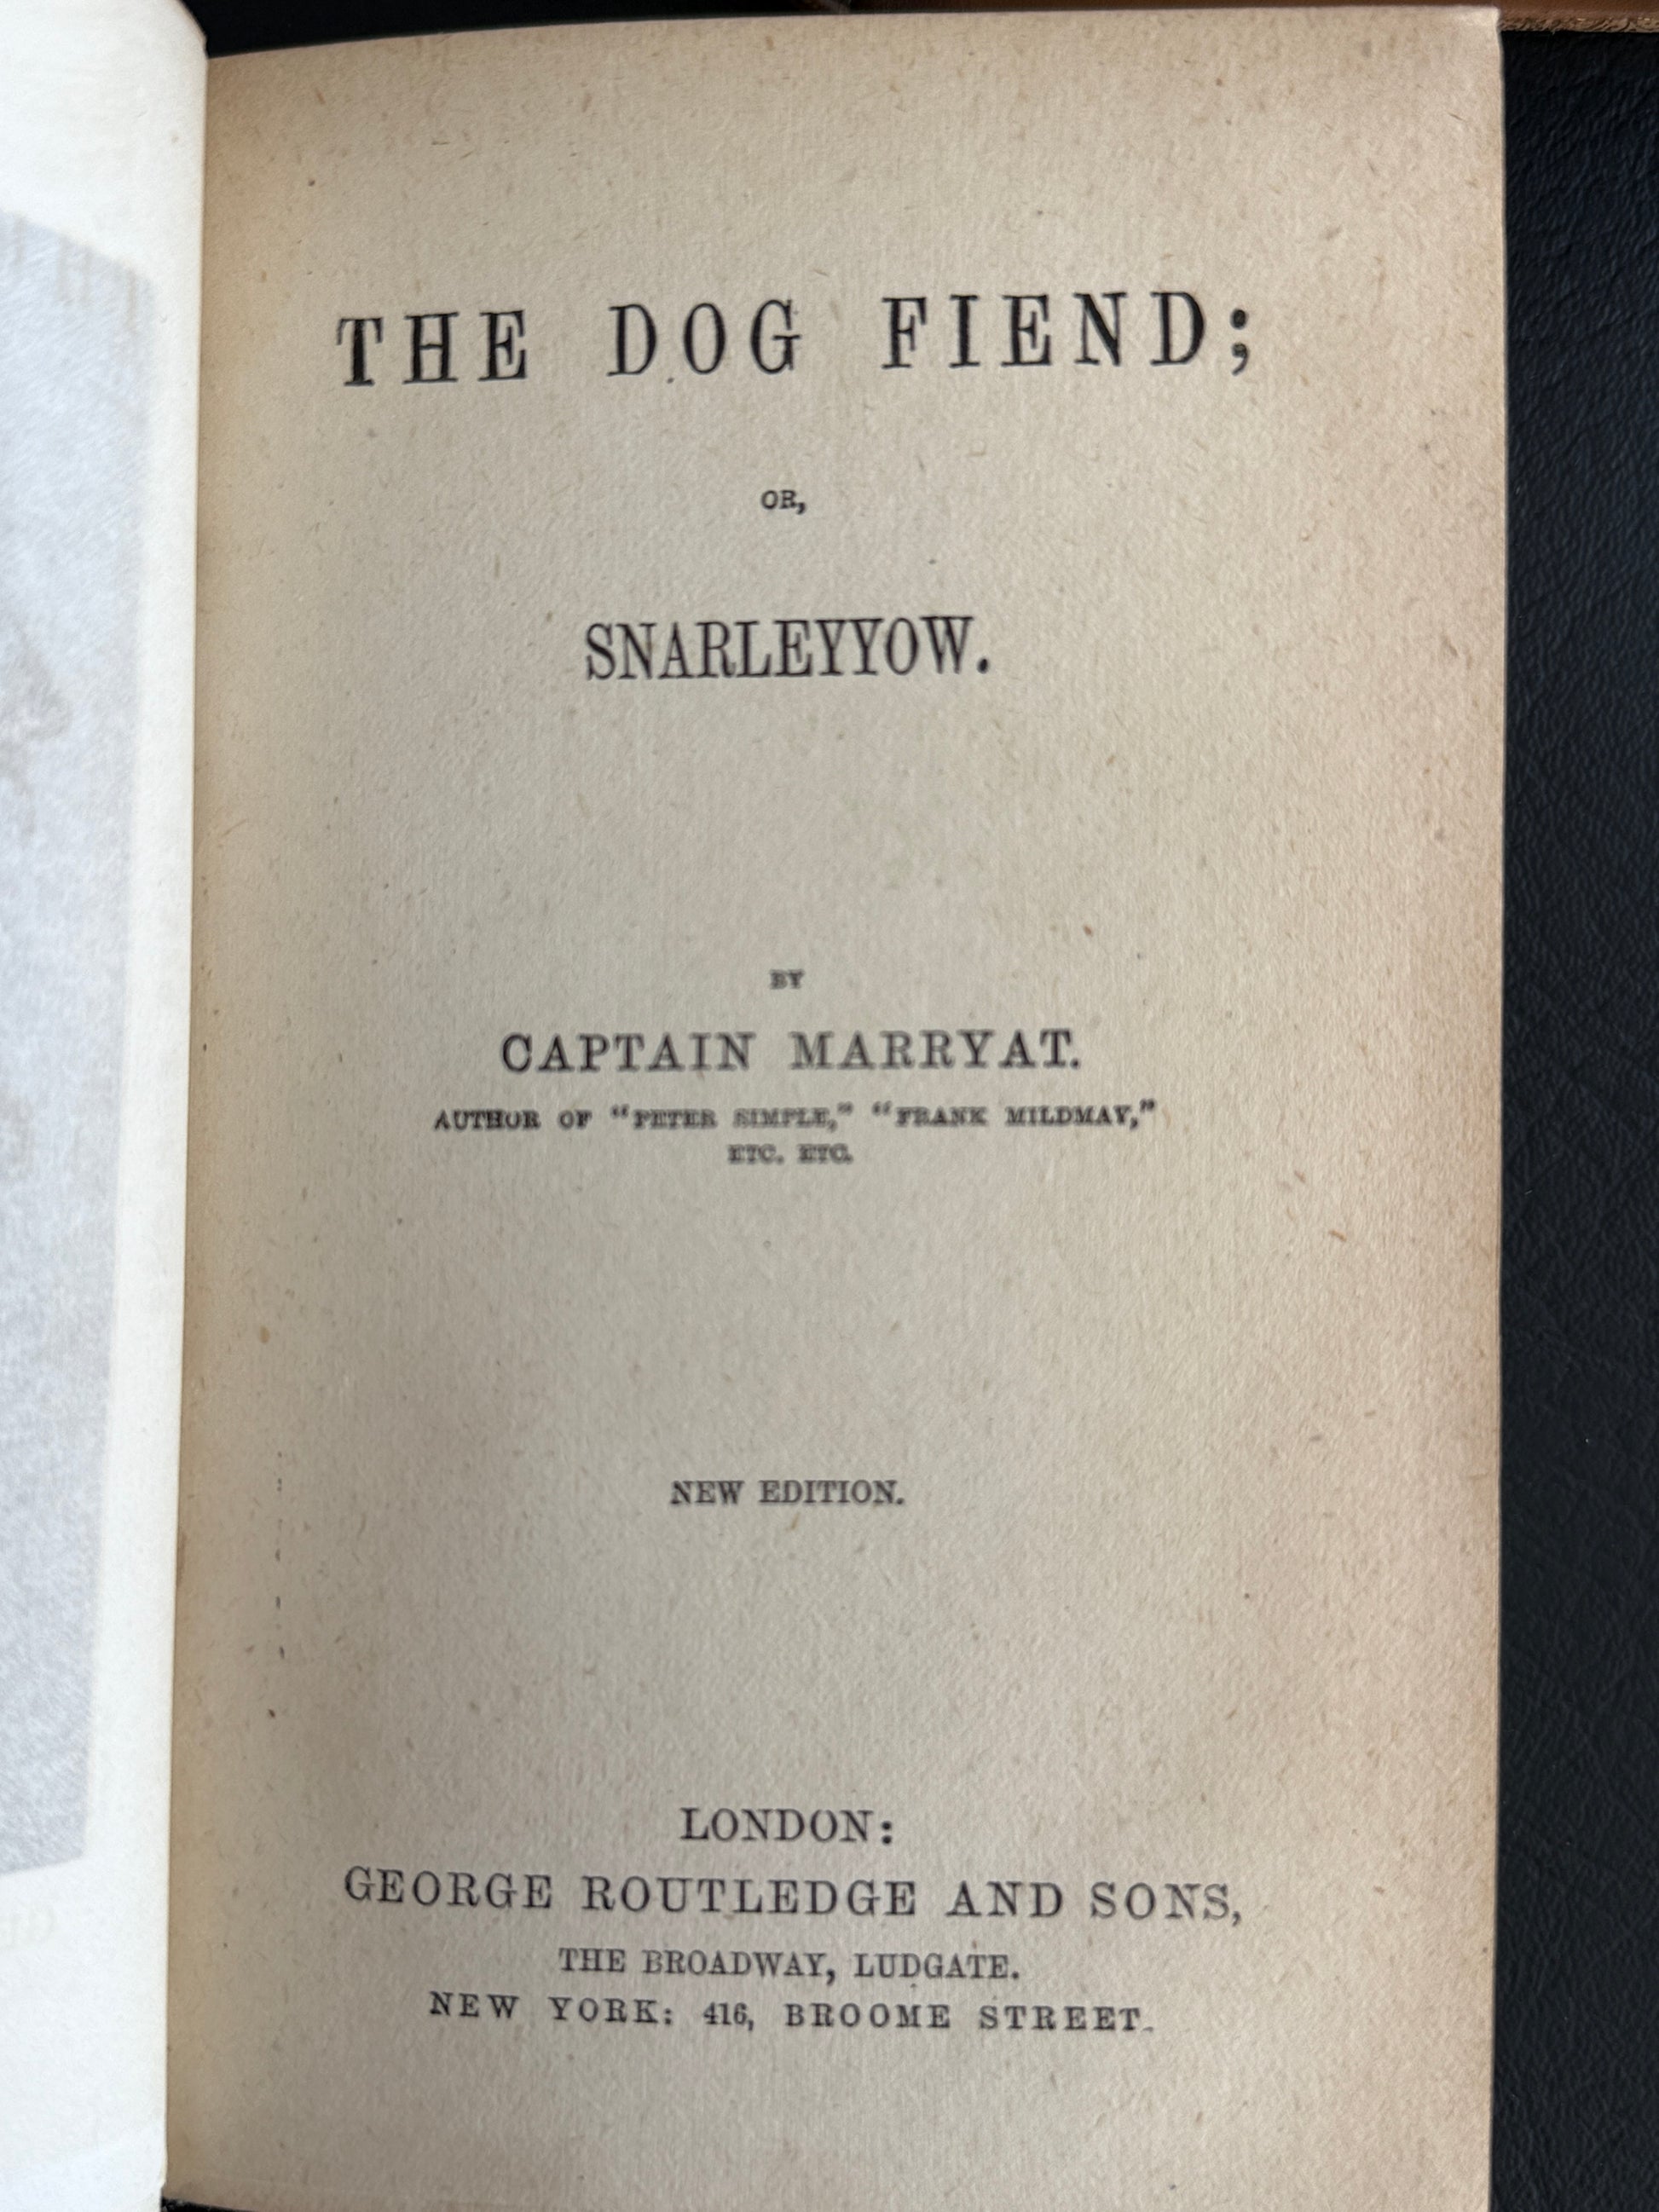 THE DOG FIEND;
OR,
SNARLEYYOW.
BY
CAPTAIN MARRYAT.
AUTHOR OF "PETER SIMPLE," "FRANK MILDMAY,"
ETC. ETC.
NEW EDITION.
LONDON:
GEORGE ROUTLEDGE AND SONS,
THE BROADWAY, LUDGATE.
NEW YORK: 416, BROOME STREET.